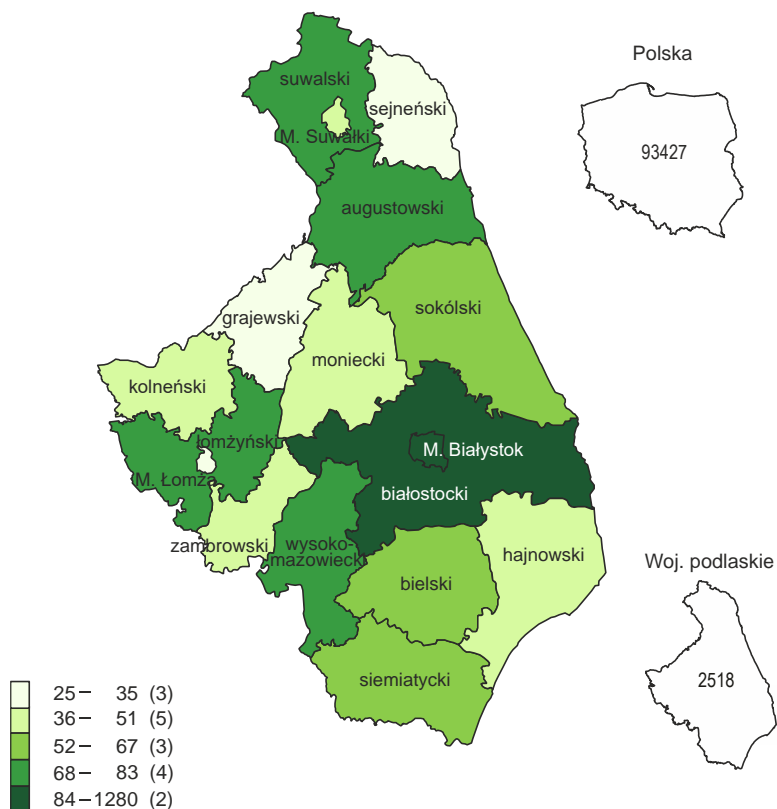 Polska
suwalski
sejneński
M. Suwałki
93427
augustowski
sokólski
grajewski
moniecki
kolneński
łomżyński
M. Białystok
M. Łomża
białostocki
zambrowski
wysoko-
mazowiecki
hajnowski
Woj. podlaskie
bielski
siemiatycki
2518
25 – 35 (3)
36 – 51 (5)
52 – 67 (3)
68 – 83 (4)
84 – 1280 (2)